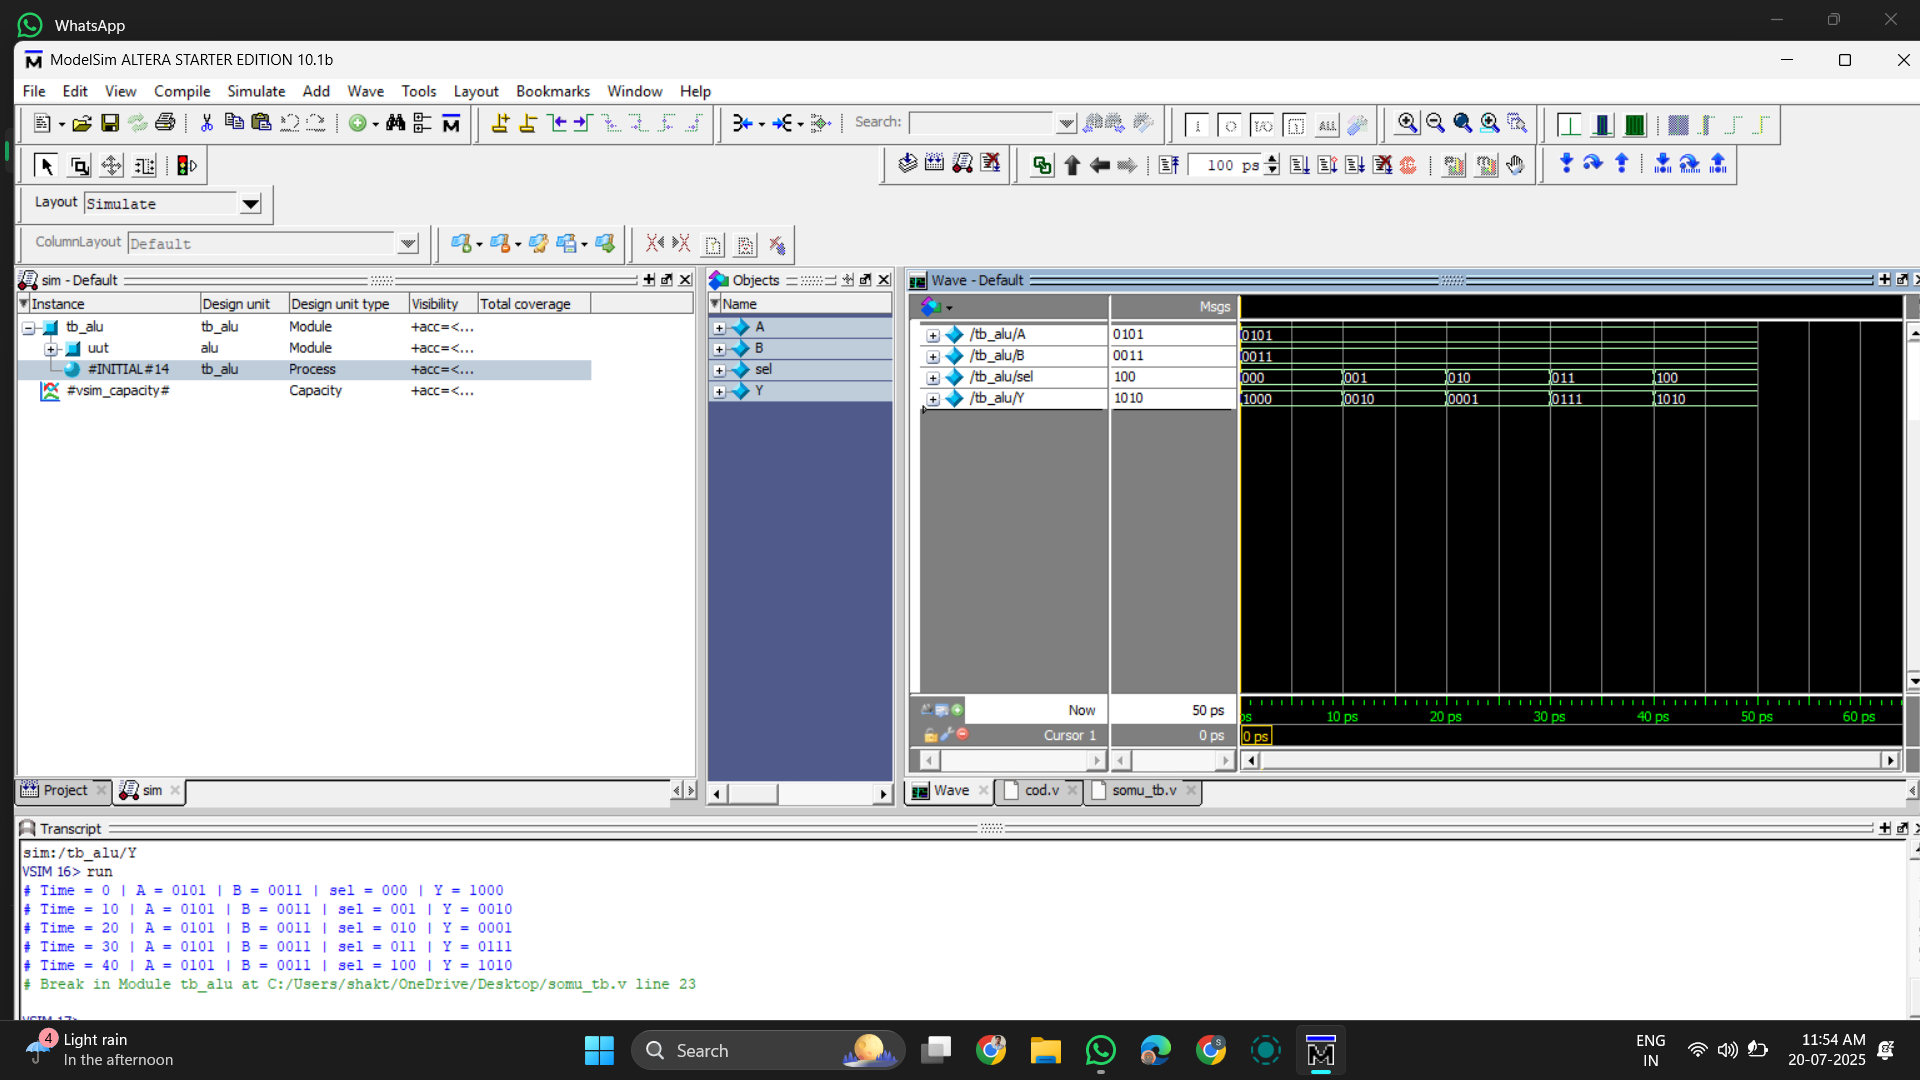 WhatsApp
ModelSim ALTERA STARTER EDITION 10.1b
File Edit View Compile Simulate Add Wave Tools Layout Bookmarks Window Help
Search:
100 ps
Layout Simulate
ColumnLayout Default
sim - Default
Instance Design unit Design unit type Visibility Total coverage
tb_alu tb_alu Module +acc=<...
uut alu Module +acc=<...
#INITIAL#14 tb_alu Process +acc=<...
#vsim_capacity# Capacity +acc=<...
Objects
Name
A
B
sel
Y
Wave - Default
Msgs
/tb_alu/A 0101 0101
/tb_alu/B 0011 0011
/tb_alu/sel 100 000 001 010 011 100
/tb_alu/Y 1010 1000 0010 0001 0111 1010
Now 50 ps ps 10 ps 20 ps 30 ps 40 ps 50 ps 60 ps
Cursor 1 0 ps 0 ps
Project sim
Wave cod.v somu_tb.v
Transcript
sim:/tb_alu/Y
VSIM 16> run
# Time = 0 | A = 0101 | B = 0011 | sel = 000 | Y = 1000
# Time = 10 | A = 0101 | B = 0011 | sel = 001 | Y = 0010
# Time = 20 | A = 0101 | B = 0011 | sel = 010 | Y = 0001
# Time = 30 | A = 0101 | B = 0011 | sel = 011 | Y = 0111
# Time = 40 | A = 0101 | B = 0011 | sel = 100 | Y = 1010
# Break in Module tb_alu at C:/Users/shakt/OneDrive/Desktop/somu_tb.v line 23
VSIM 17>
4 Light rain
In the afternoon
Search
ENG
IN
11:54 AM
20-07-2025